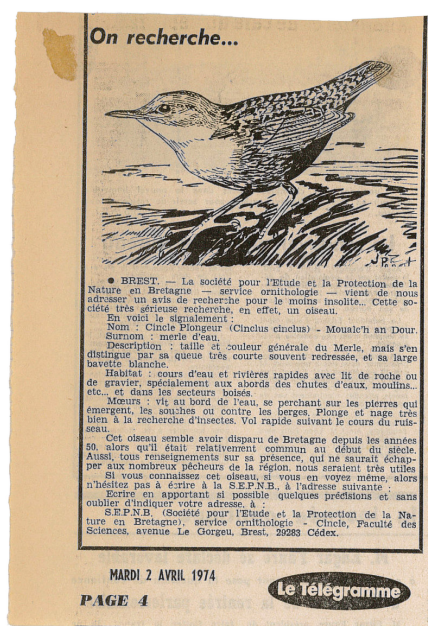 On recherche...
JPE
● BREST. — La société pour l'Etude et la Protection de la
Nature en Bretagne — service ornithologie — vient de nous
adresser un avis de recherche pour le moins insolite... Cette so-
ciété très sérieuse recherche, en effet, un oiseau.
En voici le signalement :
Nom : Cincle Plongeur (Cinclus cinclus) - Moualc'h an Dour.
Surnom : merle d'eau.
Description : taille et couleur générale du Merle, mais s'en
distingue par sa queue très courte souvent redressée, et sa large
bavette blanche.
Habitat : cours d'eau et rivières rapides avec lit de roche ou
de gravier, spécialement aux abords des chutes d'eaux, moulins...
etc... et dans les secteurs boisés.
Mœurs : vit au bord de l'eau, se perchant sur les pierres qui
émergent, les souches ou contre les berges. Plonge et nage très
bien à la recherche d'insectes. Vol rapide suivant le cours du ruis-
seau.
Cet oiseau semble avoir disparu de Bretagne depuis les années
50, alors qu'il était relativement commun au début du siècle.
Aussi, tous renseignements sur sa présence, qui ne saurait échap-
per aux nombreux pêcheurs de la région, nous seraient très utiles
Si vous connaissez cet oiseau, si vous en voyez même, alors
n'hésitez pas à écrire à la S.E.P.N.B., à l'adresse suivante :
Ecrire en apportant si possible quelques précisions et sans
oublier d'indiquer votre adresse, à :
S.E.P.N.B. (Société pour l'Etude et la Protection de la Na-
ture en Bretagne), service ornithologie - Cincle, Faculté des
Sciences, avenue Le Gorgeu, Brest, 29283 Cédex.
MARDI 2 AVRIL 1974
PAGE 4
Le Télégramme